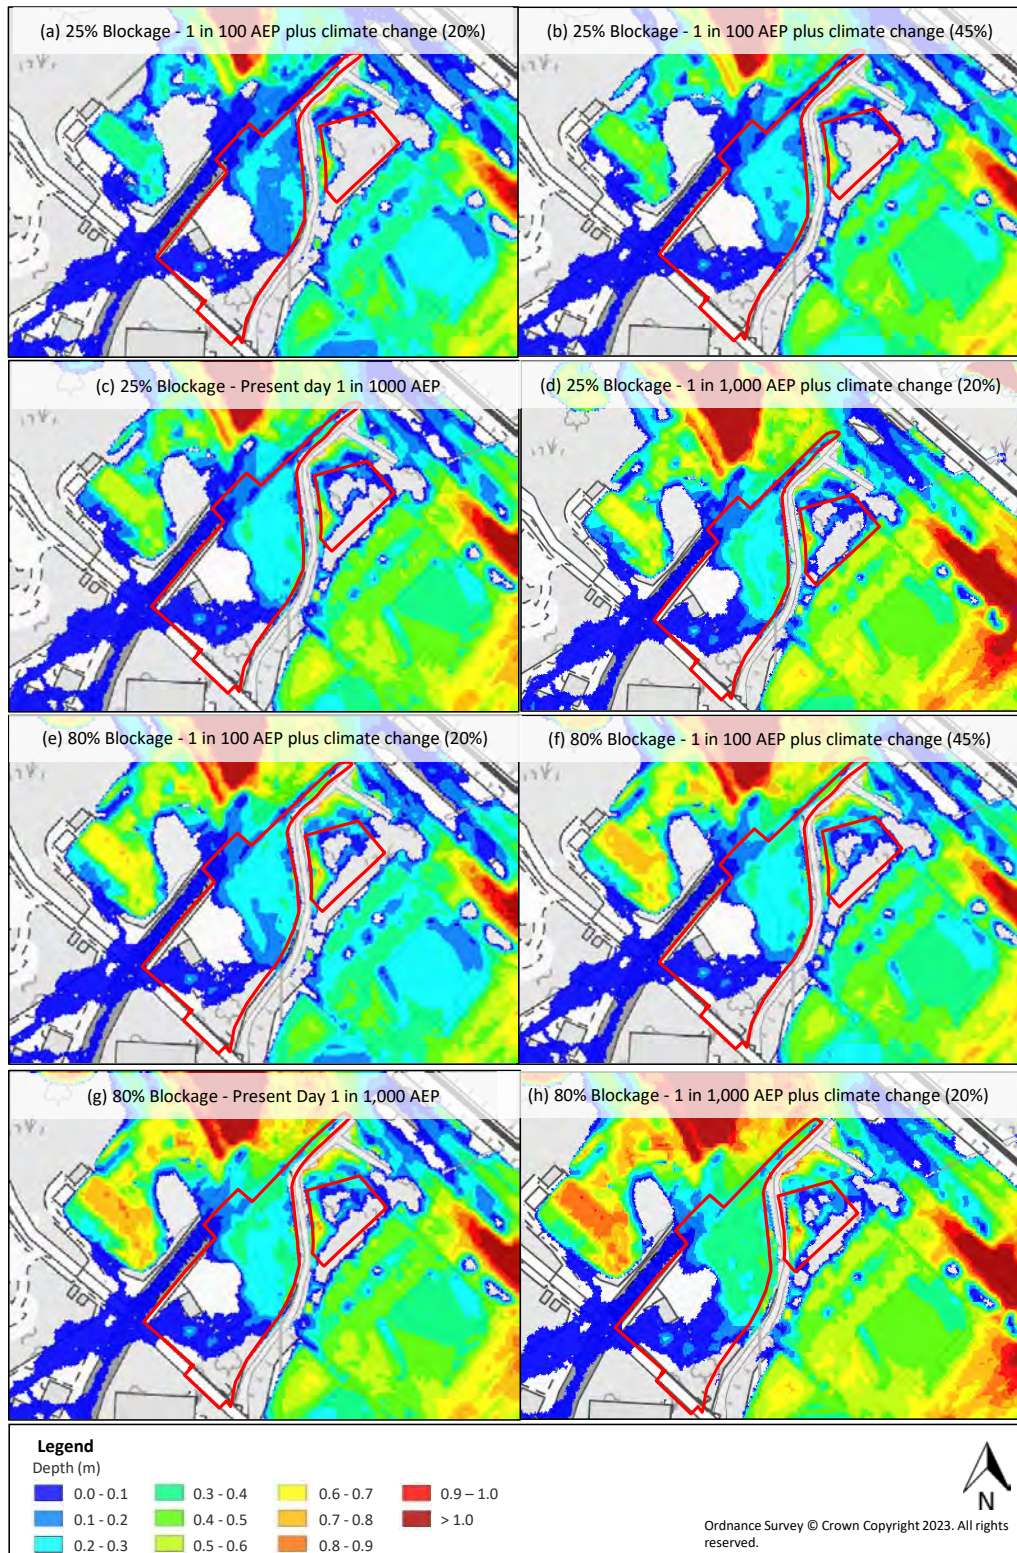 (a) 25% Blockage - 1 in 100 AEP plus climate change (20%)
(b) 25% Blockage - 1 in 100 AEP plus climate change (45%)
(c) 25% Blockage - Present day 1 in 1000 AEP
(d) 25% Blockage - 1 in 1,000 AEP plus climate change (20%)
(e) 80% Blockage - 1 in 100 AEP plus climate change (20%)
(f) 80% Blockage - 1 in 100 AEP plus climate change (45%)
(g) 80% Blockage - Present Day 1 in 1,000 AEP
(h) 80% Blockage - 1 in 1,000 AEP plus climate change (20%)
Legend
Depth (m)
0.0 - 0.1
0.1 - 0.2
0.2 - 0.3
0.3 - 0.4
0.4 - 0.5
0.5 - 0.6
0.6 - 0.7
0.7 - 0.8
0.8 - 0.9
0.9 – 1.0
> 1.0
N
Ordnance Survey © Crown Copyright 2023. All rights
reserved.